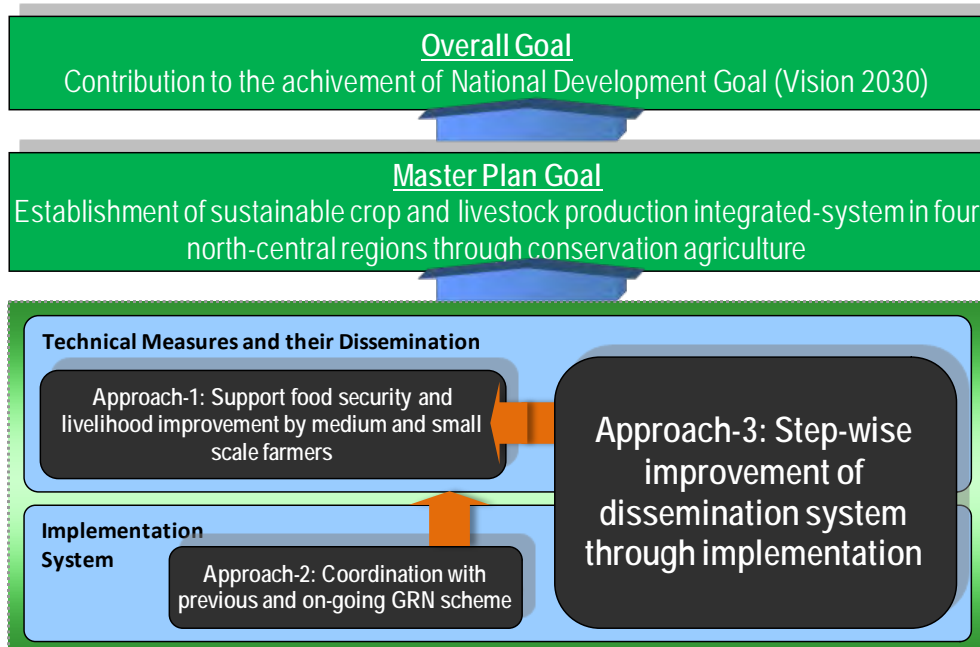 Overall Goal
Contribution to the achivement of National Development Goal (Vision 2030)
Master Plan Goal
Establishment of sustainable crop and livestock production integrated-system in four
north-central regions through conservation agriculture
Technical Measures and their Dissemination
Approach-1: Support food security and
livelihood improvement by medium and small
scale farmers
Approach-3: Step-wise
improvement of
dissemination system
through implementation
Implementation
System
Approach-2: Coordination with
previous and on-going GRN scheme